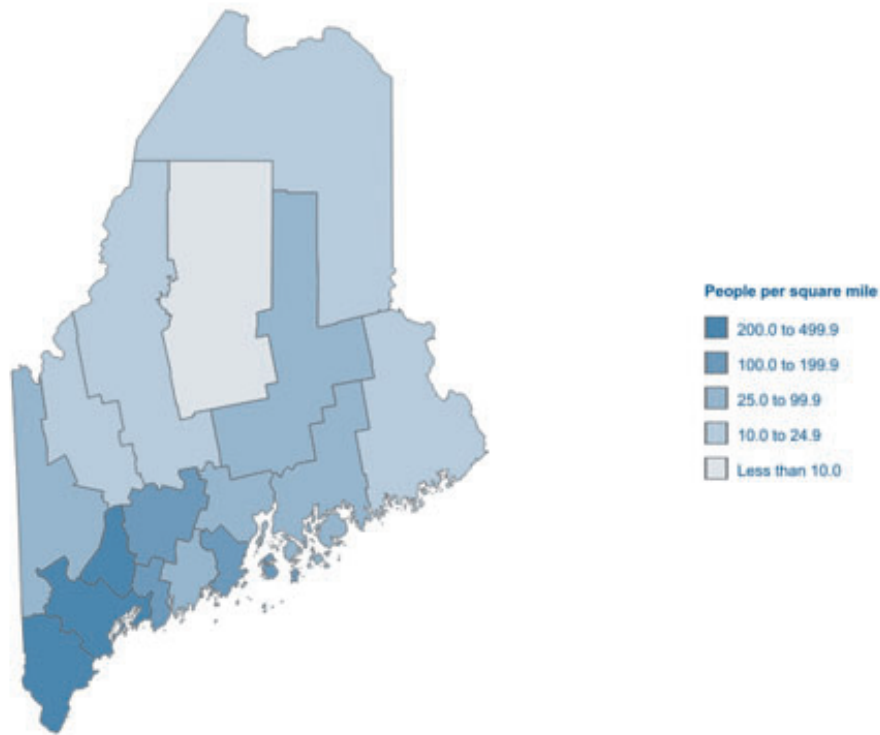 People per square mile
200.0 to 499.9
100.0 to 199.9
25.0 to 99.9
10.0 to 24.9
Less than 10.0